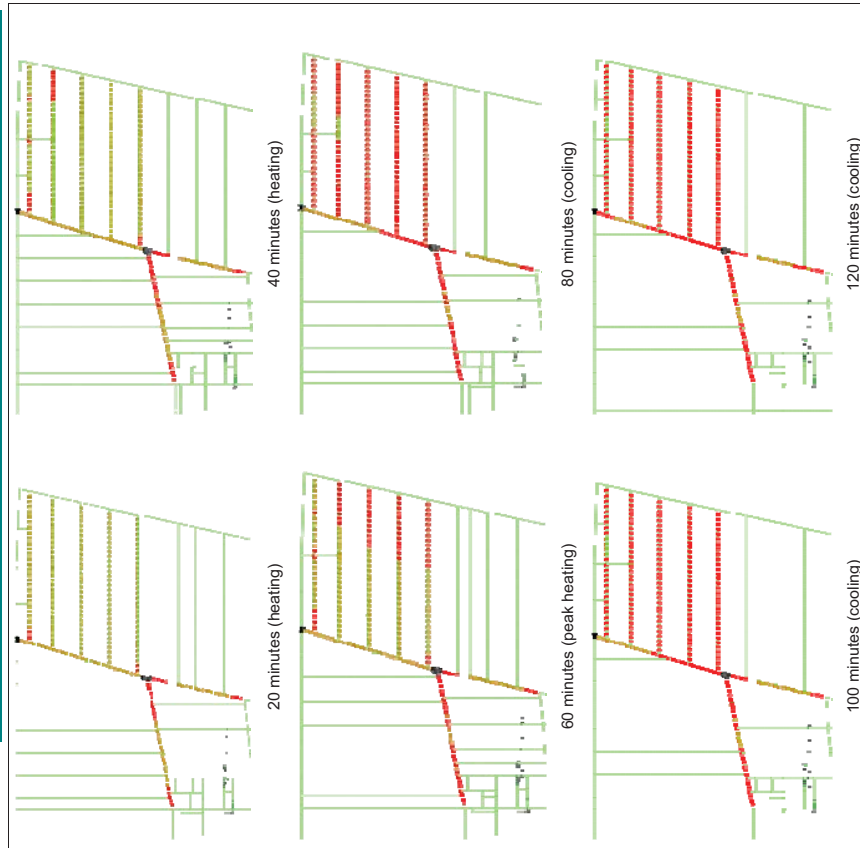 20 minutes (heating)
40 minutes (heating)
60 minutes (peak heating)
80 minutes (cooling)
100 minutes (cooling)
120 minutes (cooling)